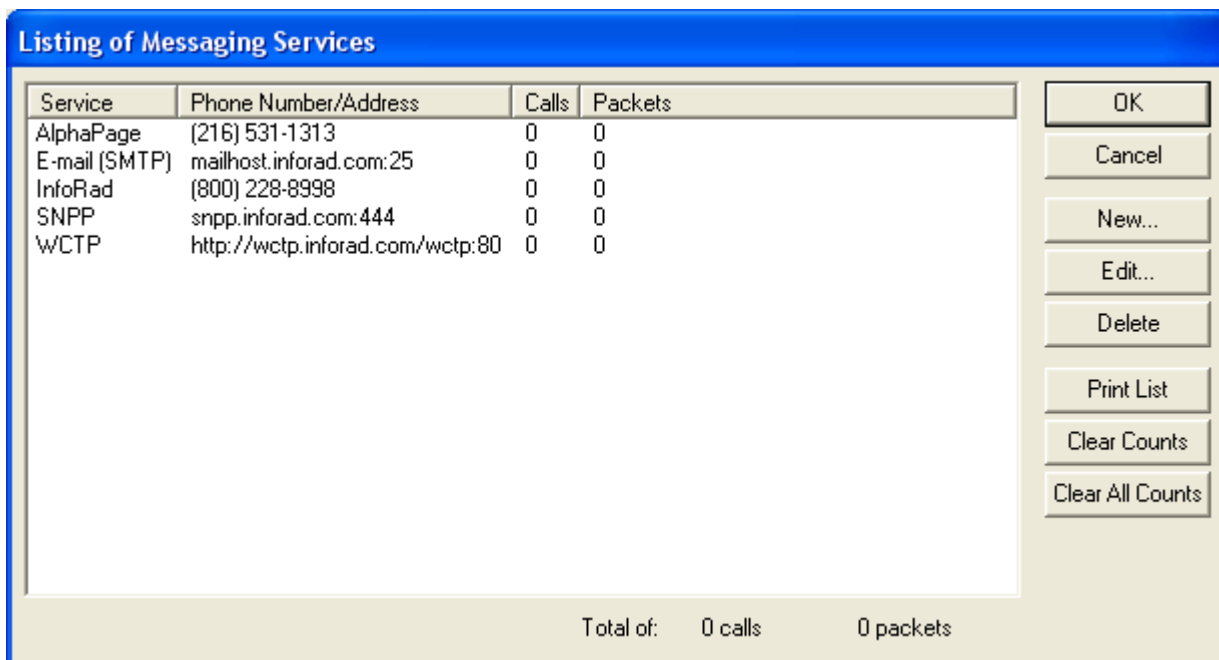 Listing of Messaging Services
Service Phone Number/Address Calls Packets
AlphaPage (216) 531-1313 0 0
E-mail (SMTP) mailhost.inforad.com:25 0 0
InfoRad (800) 228-8998 0 0
SNPP snpp.inforad.com:444 0 0
WCTP http://wctp.inforad.com/wctp:80 0 0
Total of: 0 calls 0 packets
OK
Cancel
New...
Edit...
Delete
Print List
Clear Counts
Clear All Counts